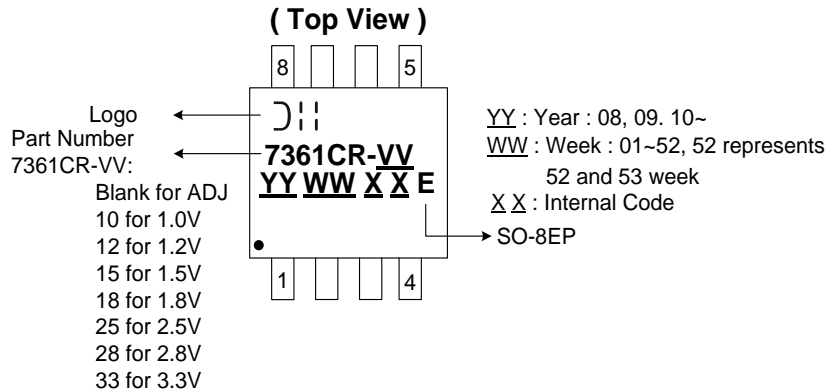 ( Top View )
8 5
Logo
Part Number
7361CR-VV:
Blank for ADJ
10 for 1.0V
12 for 1.2V
15 for 1.5V
18 for 1.8V
25 for 2.5V
28 for 2.8V
33 for 3.3V
7361CR-VV
YY WW X X E
1 4
YY : Year : 08, 09. 10~
WW : Week : 01~52, 52 represents
52 and 53 week
X X : Internal Code
SO-8EP